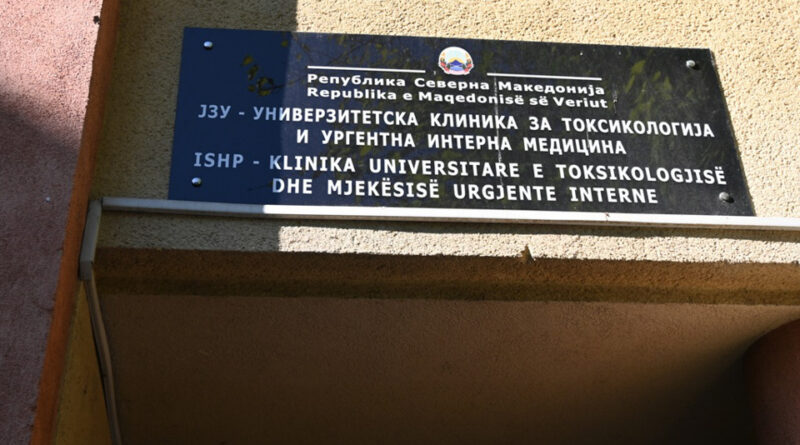 Република Северна Македонија
Republika e Maqedonisë së Veriut
ЈЗУ - УНИВЕРЗИТЕТСКА КЛИНИКА ЗА ТОКСИКОЛОГИЈА
И УРГЕНТНА ИНТЕРНА МЕДИЦИНА
ISHP - KLINIKA UNIVERSITARE E TOKSIKOLOGJISË
DHE MJEKËSISË URGJENTE INTERNE